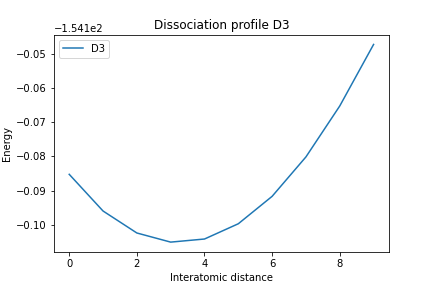 Dissociation profile D3
−1.541e2
D3
−0.05
−0.06
−0.07
−0.08
−0.09
−0.10
Energy
0 2 4 6 8
Interatomic distance